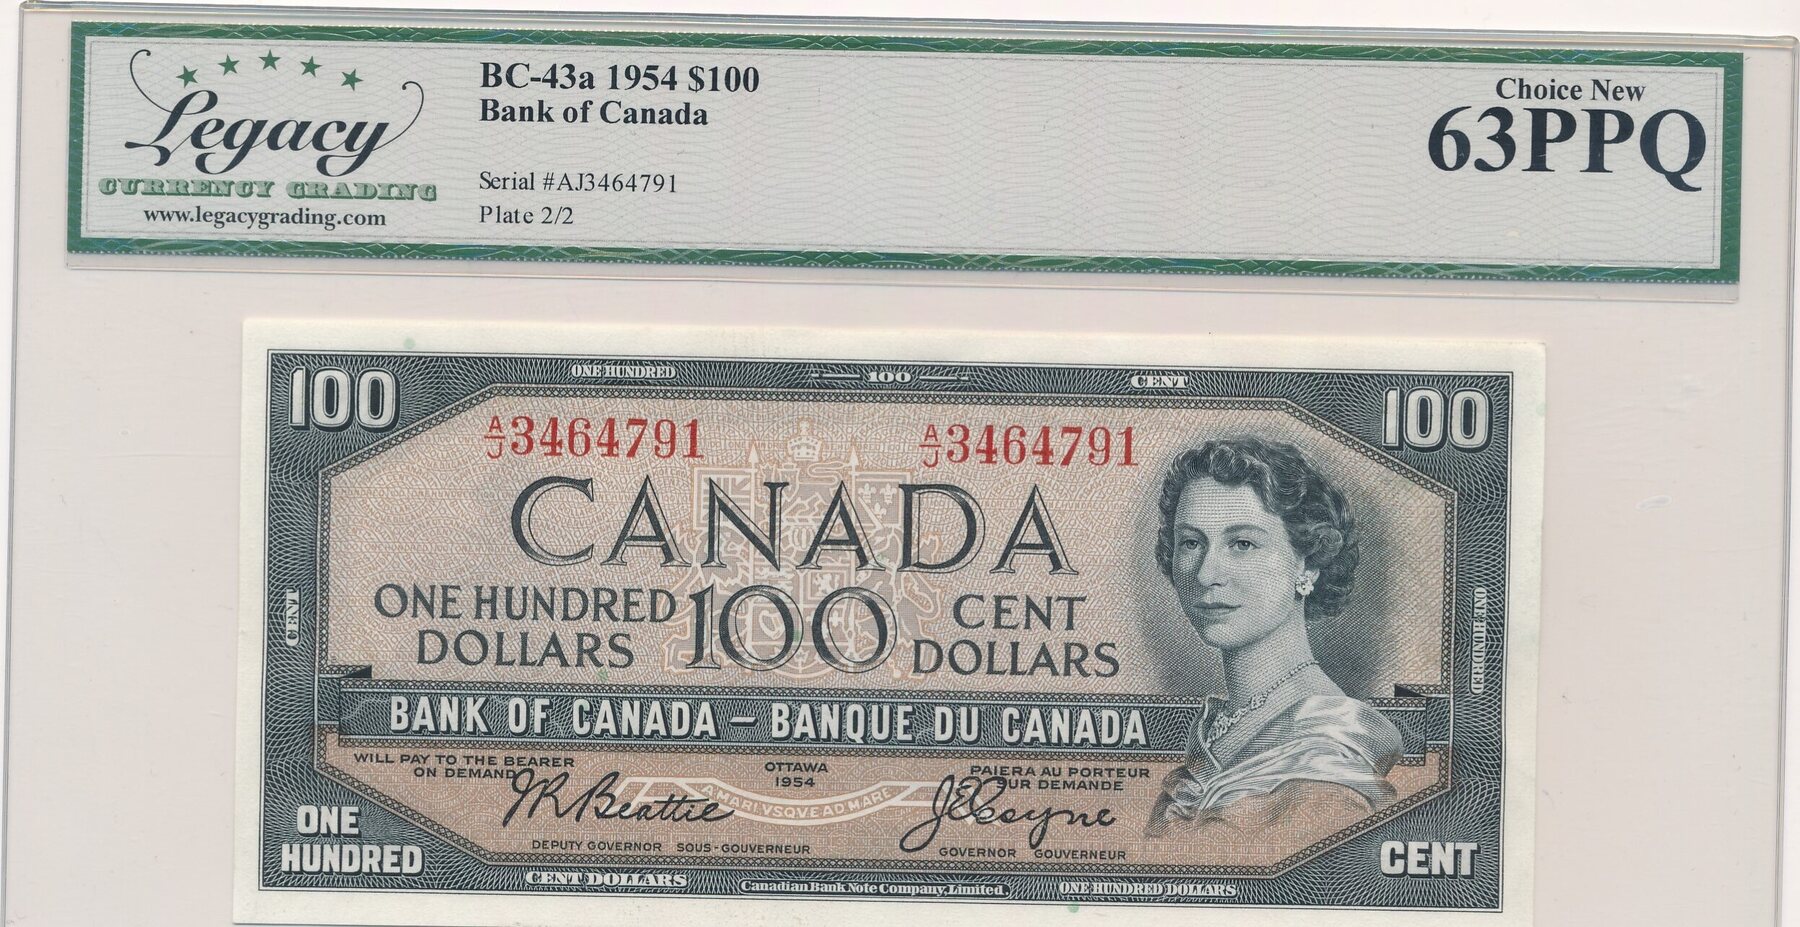 Legacy
CURRENCY GRADING
www.legacygrading.com
BC-43a 1954 $100
Bank of Canada
Serial #AJ3464791
Plate 2/2
Choice New
63PPQ
ONE HUNDRED
100
CENT
100
100
A/J 3464791
A/J 3464791
CANADA
ONE HUNDRED
DOLLARS
100
CENT
DOLLARS
CENT
ONE HUNDRED
BANK OF CANADA – BANQUE DU CANADA
WILL PAY TO THE BEARER
ON DEMAND
OTTAWA
1954
PAIERA AU PORTEUR
SUR DEMANDE
A MARI VSQVE AD MARE
JR Beattie
J E Coyne
DEPUTY GOVERNOR SOUS-GOUVERNEUR
GOVERNOR GOUVERNEUR
ONE
HUNDRED
CENT
CENT DOLLARS
Canadian Bank Note Company, Limited.
ONE HUNDRED DOLLARS